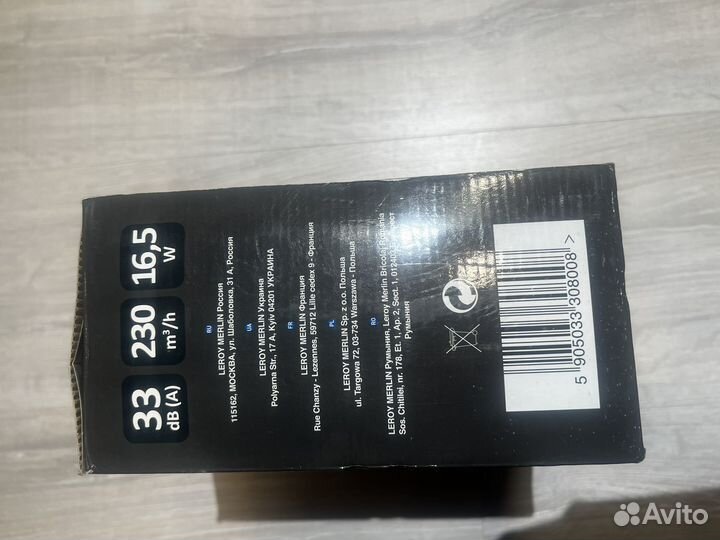 33
dB (A)
230
m³/h
16,5
W
RU
LEROY MERLIN Россия
115162, МОСКВА, ул. Шаболовка, 31 А, Россия
UA
LEROY MERLIN Украина
Polyarna Str., 17 A, Kyiv 04201 УКРАИНА
FR
LEROY MERLIN Франция
Rue Chanzy - Lezennes, 59712 Lille cedex 9 - Франция
PL
LEROY MERLIN Sp. z o.o. Польша
ul. Targowa 72, 03-734 Warszawa - Польша
RO
LEROY MERLIN Румыния, Leroy Merlin Bricolaj România
Sos. Chitilei, nr. 178, Et. 1, Ap. 2, Sect. 1,
Румыния
5 905033 308008 >
Avito